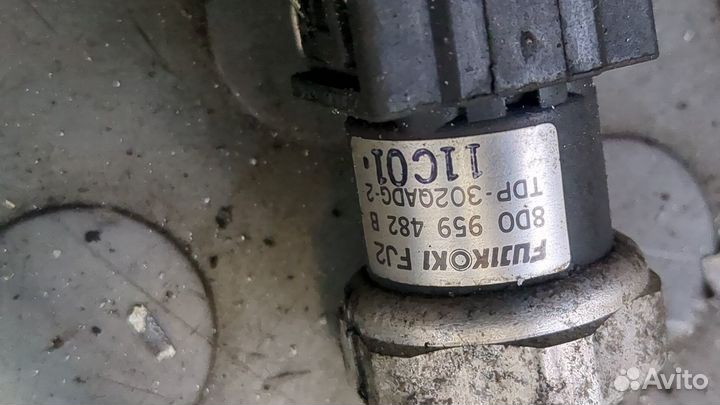 FUJIKOKI FJ2
8D0 959 482 B
TDP-302QADG-2
11C01.
Avito